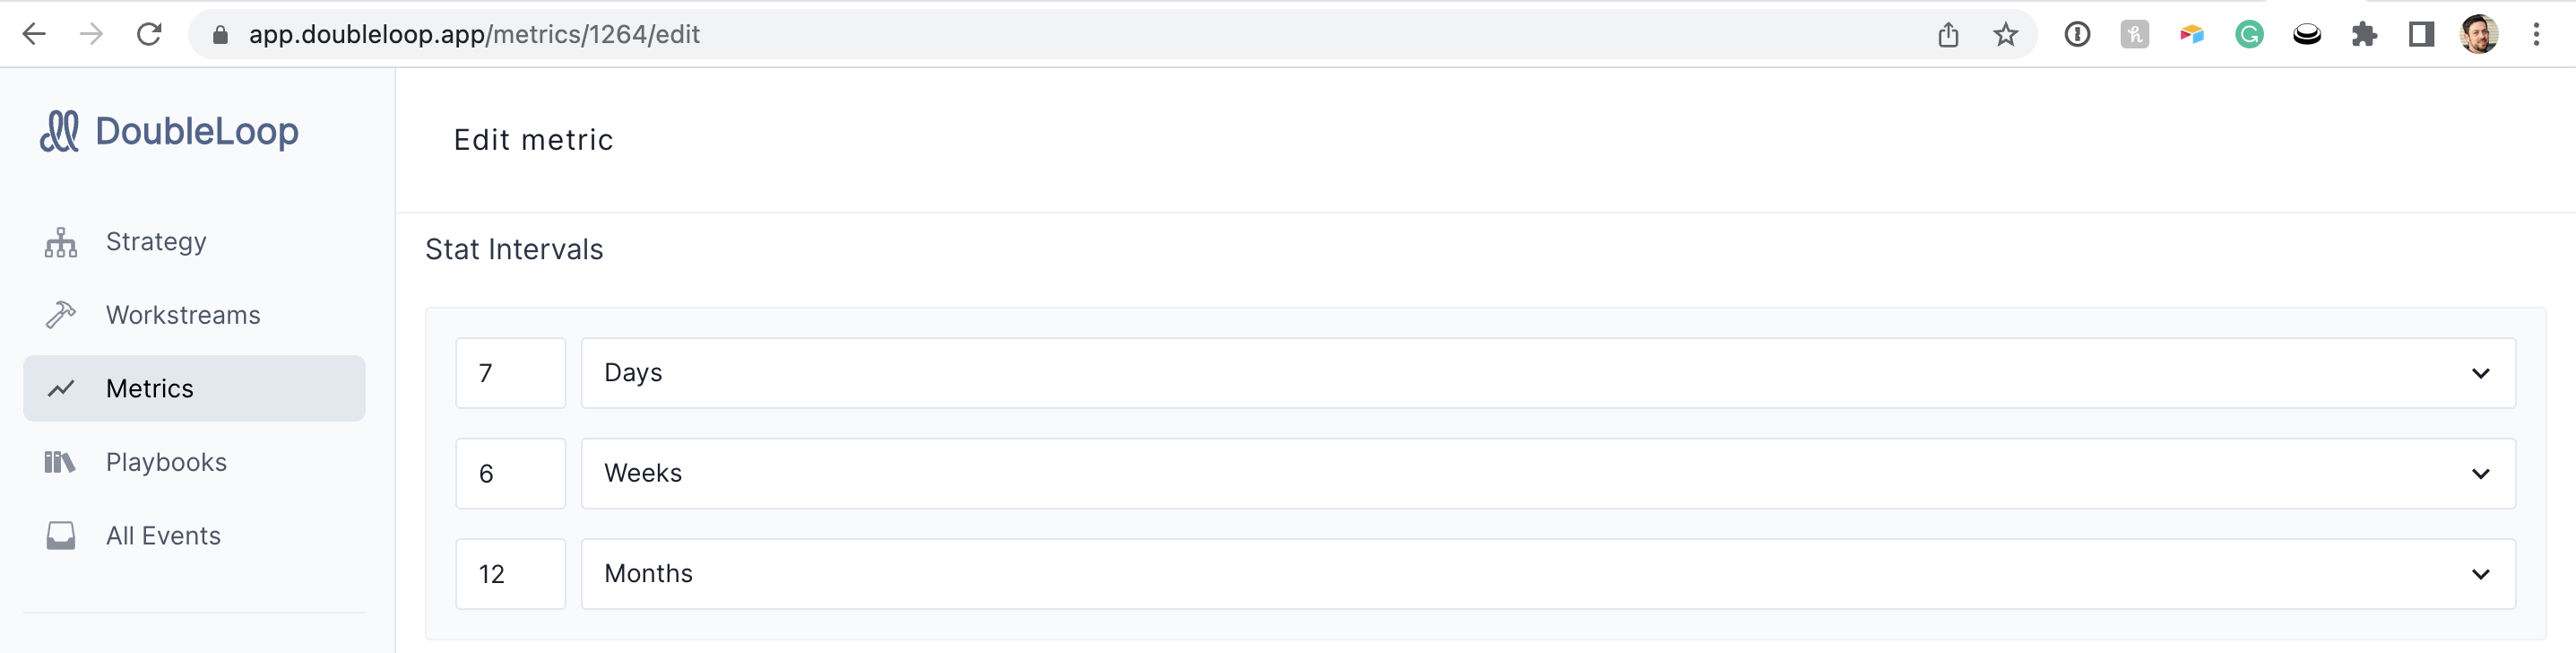 app.doubleloop.app/metrics/1264/edit
DoubleLoop
Strategy
Workstreams
Metrics
Playbooks
All Events
Edit metric
Stat Intervals
7 Days
6 Weeks
12 Months